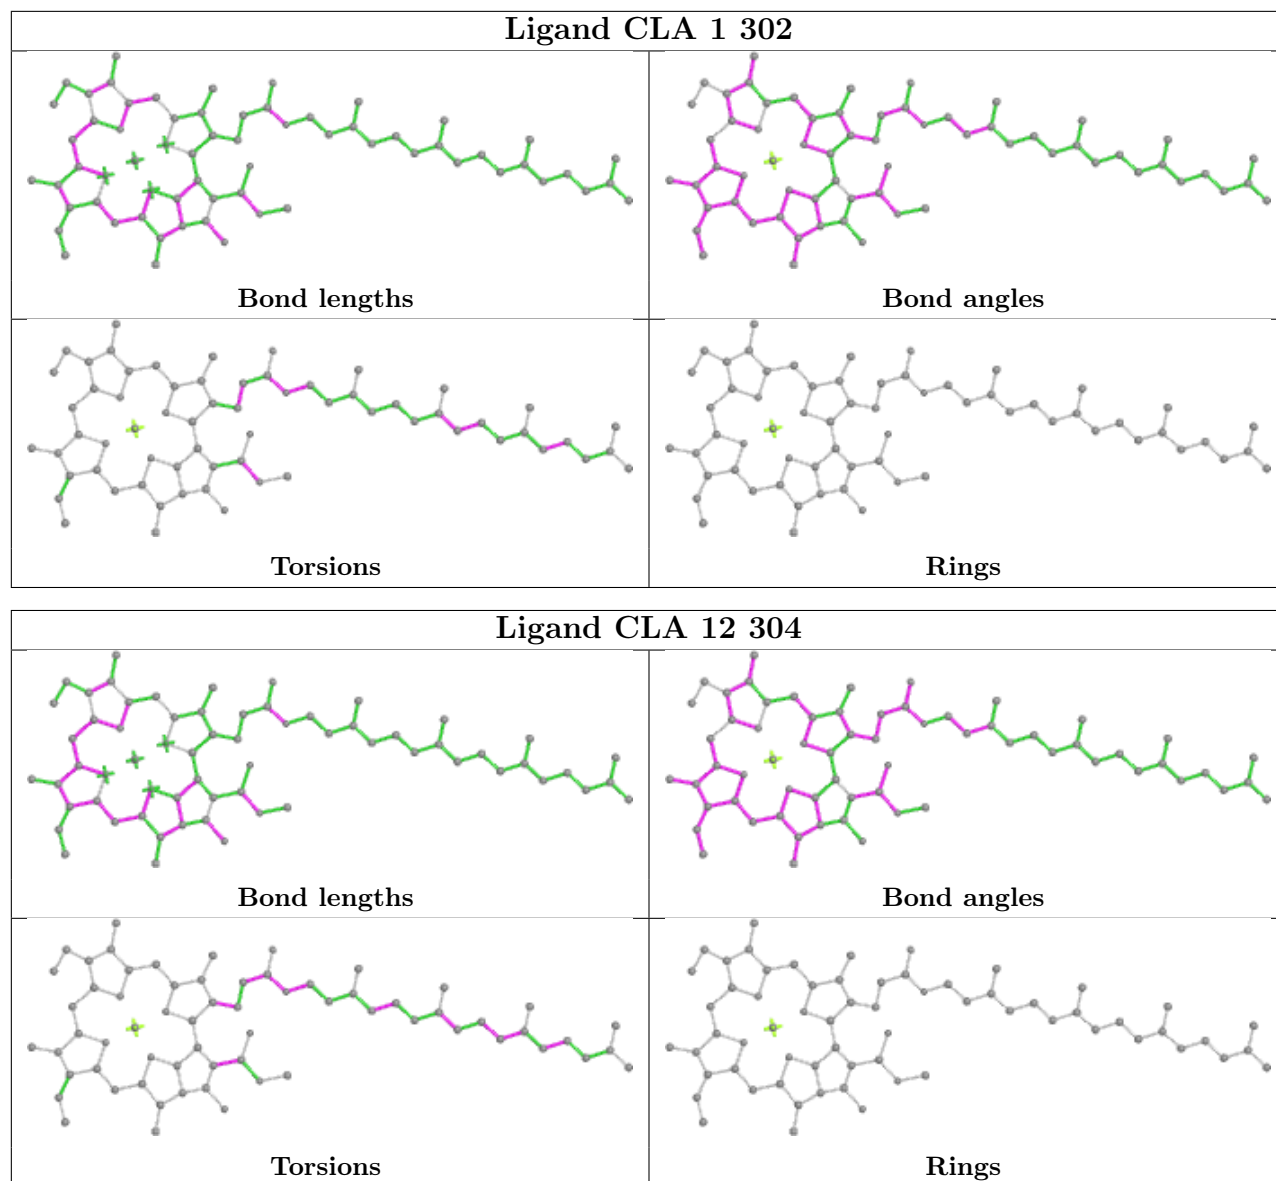 Ligand CLA 1 302
Bond lengths
Bond angles
Torsions
Rings
Ligand CLA 12 304
Bond lengths
Bond angles
Torsions
Rings